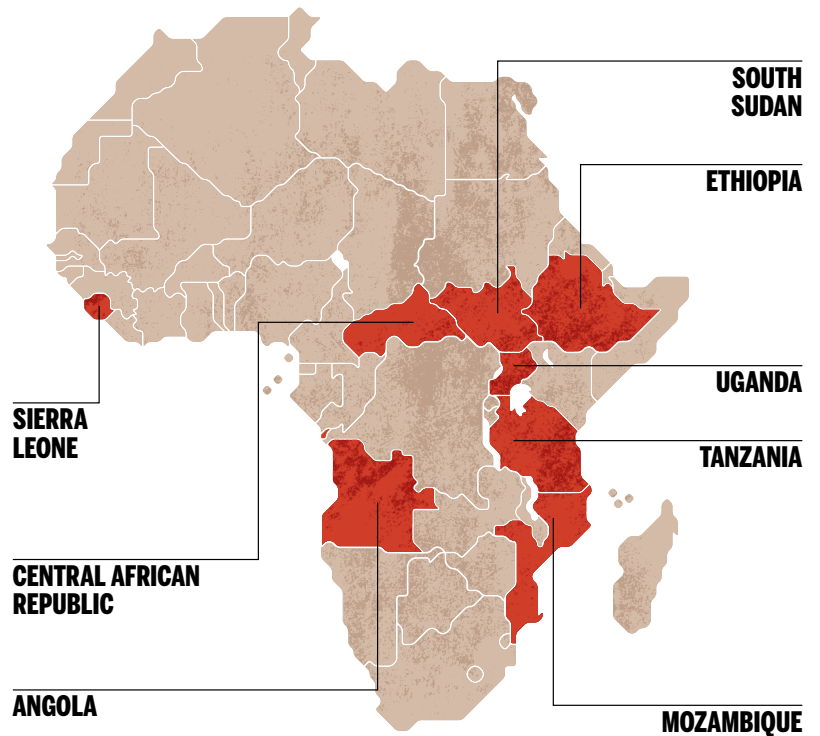 SOUTH
SUDAN
ETHIOPIA
UGANDA
SIERRA
LEONE
TANZANIA
CENTRAL AFRICAN
REPUBLIC
ANGOLA
MOZAMBIQUE